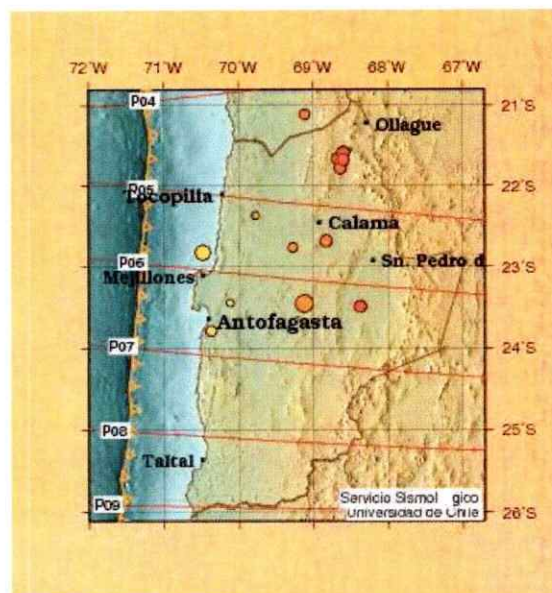 72˚W 71˚W 70˚W 69˚W 68˚W 67˚W
P04
21˚S
Ollague
P05
22˚S
Tocopilla
Calama
P06
Sn. Pedro d
23˚S
Mejillones
Antofagasta
P07
24˚S
P08
25˚S
Taltal
P09
Servicio Sismol gico
Universidad de Chile
26˚S